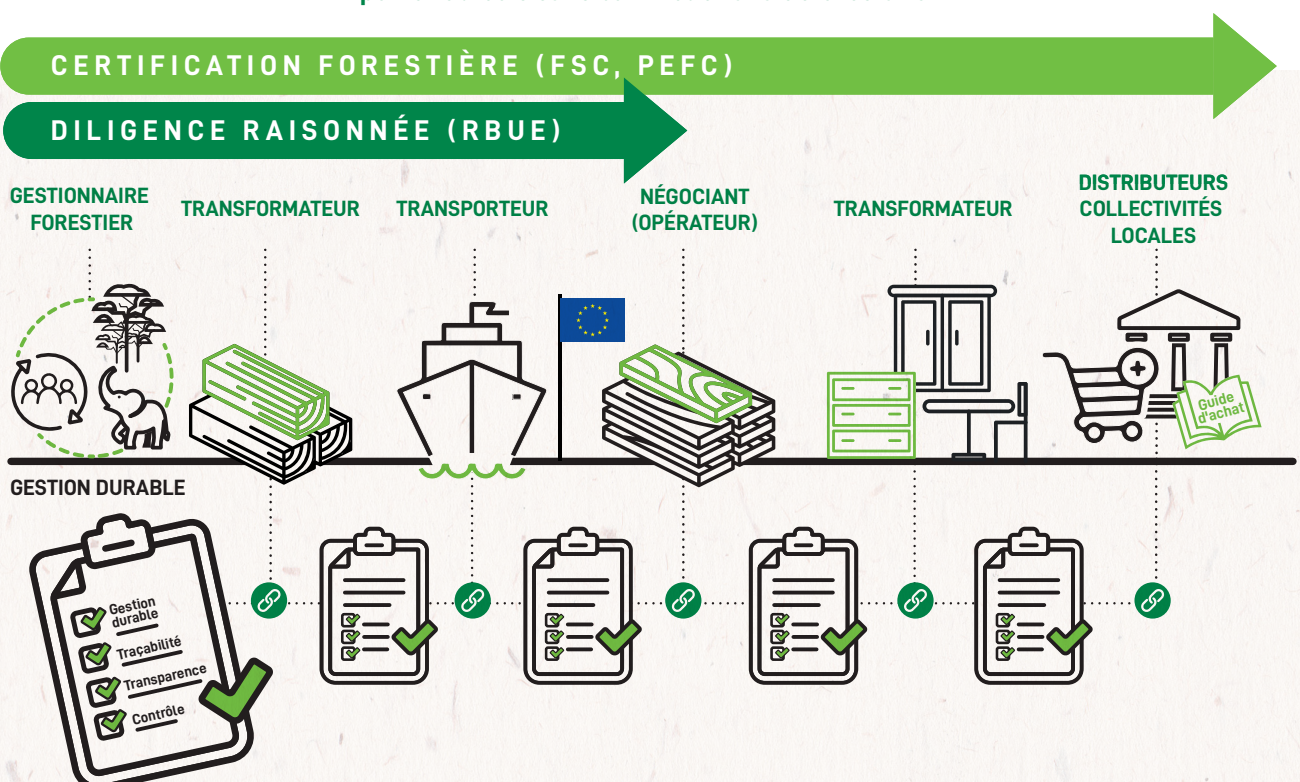 CERTIFICATION FORESTIÈRE (FSC, PEFC)
DILIGENCE RAISONNÉE (RBUE)
GESTIONNAIRE
FORESTIER
TRANSFORMATEUR
TRANSPORTEUR
NÉGOCIANT
(OPÉRATEUR)
TRANSFORMATEUR
DISTRIBUTEURS
COLLECTIVITÉS
LOCALES
Guide
d'achat
GESTION DURABLE
Gestion
durable
Traçabilité
Transparence
Contrôle